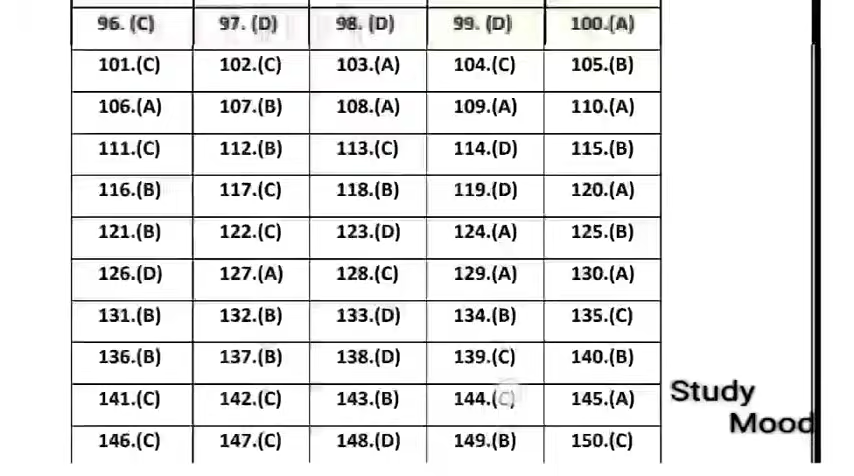 96. (C) 97. (D) 98. (D) 99. (D) 100.(A)
101.(C) 102.(C) 103.(A) 104.(C) 105.(B)
106.(A) 107.(B) 108.(A) 109.(A) 110.(A)
111.(C) 112.(B) 113.(C) 114.(D) 115.(B)
116.(B) 117.(C) 118.(B) 119.(D) 120.(A)
121.(B) 122.(C) 123.(D) 124.(A) 125.(B)
126.(D) 127.(A) 128.(C) 129.(A) 130.(A)
131.(B) 132.(B) 133.(D) 134.(B) 135.(C)
136.(B) 137.(B) 138.(D) 139.(C) 140.(B)
141.(C) 142.(C) 143.(B) 144.(C) 145.(A)
Study
Mood
146.(C) 147.(C) 148.(D) 149.(B) 150.(C)